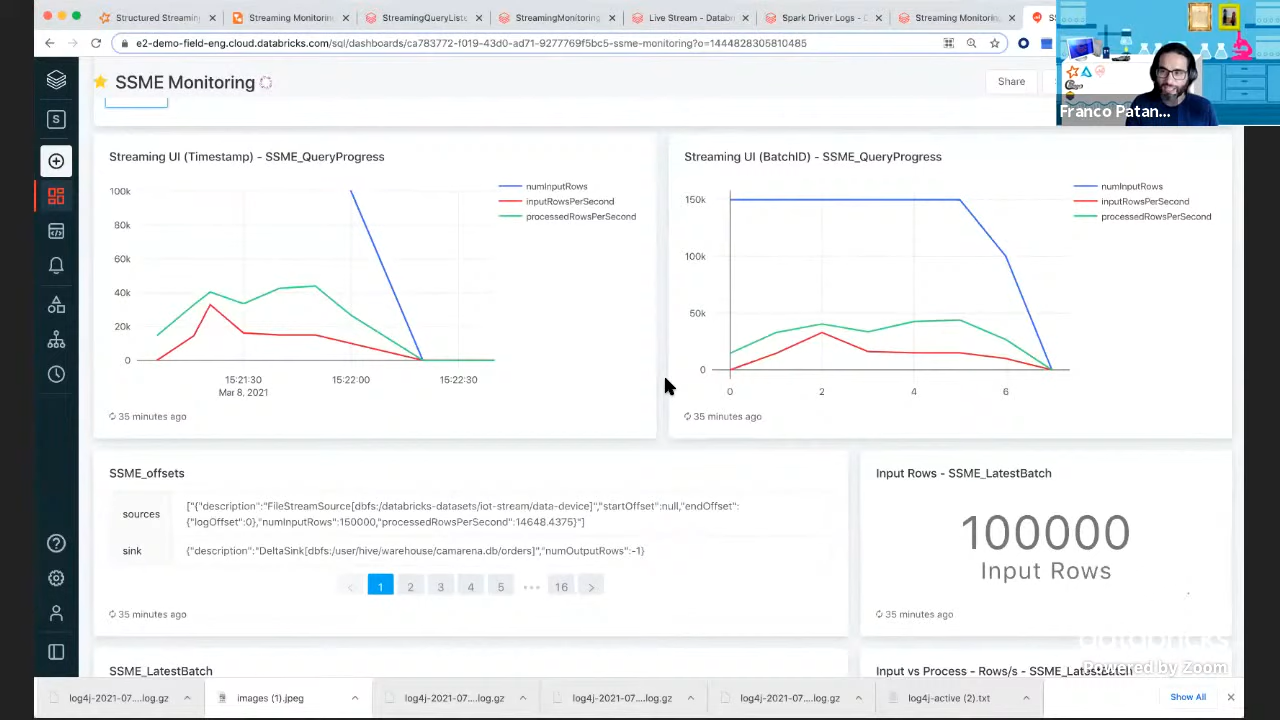 Structured Streaming
Streaming Monitorin
StreamingQueryListe
StreamingMonitoring
Live Stream - Datab
Spark Driver Logs - D
Streaming Monitoring
e2-demo-field-eng.cloud.databricks.com/sql/dashboards/ca783772-f019-43d0-ad71-9277769f5bc5-ssme-monitoring?o=1444828305810485
SSME Monitoring
Share
Franco Patan...
S
Streaming UI (Timestamp) - SSME_QueryProgress
100k
80k
60k
40k
20k
0
15:21:30
Mar 8, 2021
15:22:00
15:22:30
numInputRows
inputRowsPerSecond
processedRowsPerSecond
35 minutes ago
Streaming UI (BatchID) - SSME_QueryProgress
150k
100k
50k
0
0
2
4
6
numInputRows
inputRowsPerSecond
processedRowsPerSecond
35 minutes ago
SSME_offsets
sources
["{"description":"FileStreamSource[dbfs:/databricks-datasets/iot-stream/data-device]","startOffset":null,"endOffset":
{"logOffset":0},"numInputRows":150000,"processedRowsPerSecond":14648.4375}"]
sink
{"description":"DeltaSink[dbfs:/user/hive/warehouse/camarena.db/orders]","numOutputRows":-1}
1 2 3 4 5 ••• 16
35 minutes ago
Input Rows - SSME_LatestBatch
100000
Input Rows
35 minutes ago
SSME_LatestBatch
Input vs Process - Rows/s - SSME_LatestBatch
databricks
Powered by Zoom
log4j-2021-07....log.gz
images (1).jpeg
log4j-2021-07....log.gz
log4j-2021-07....log.gz
log4j-2021-07....log.gz
log4j-active (2).txt
Show All